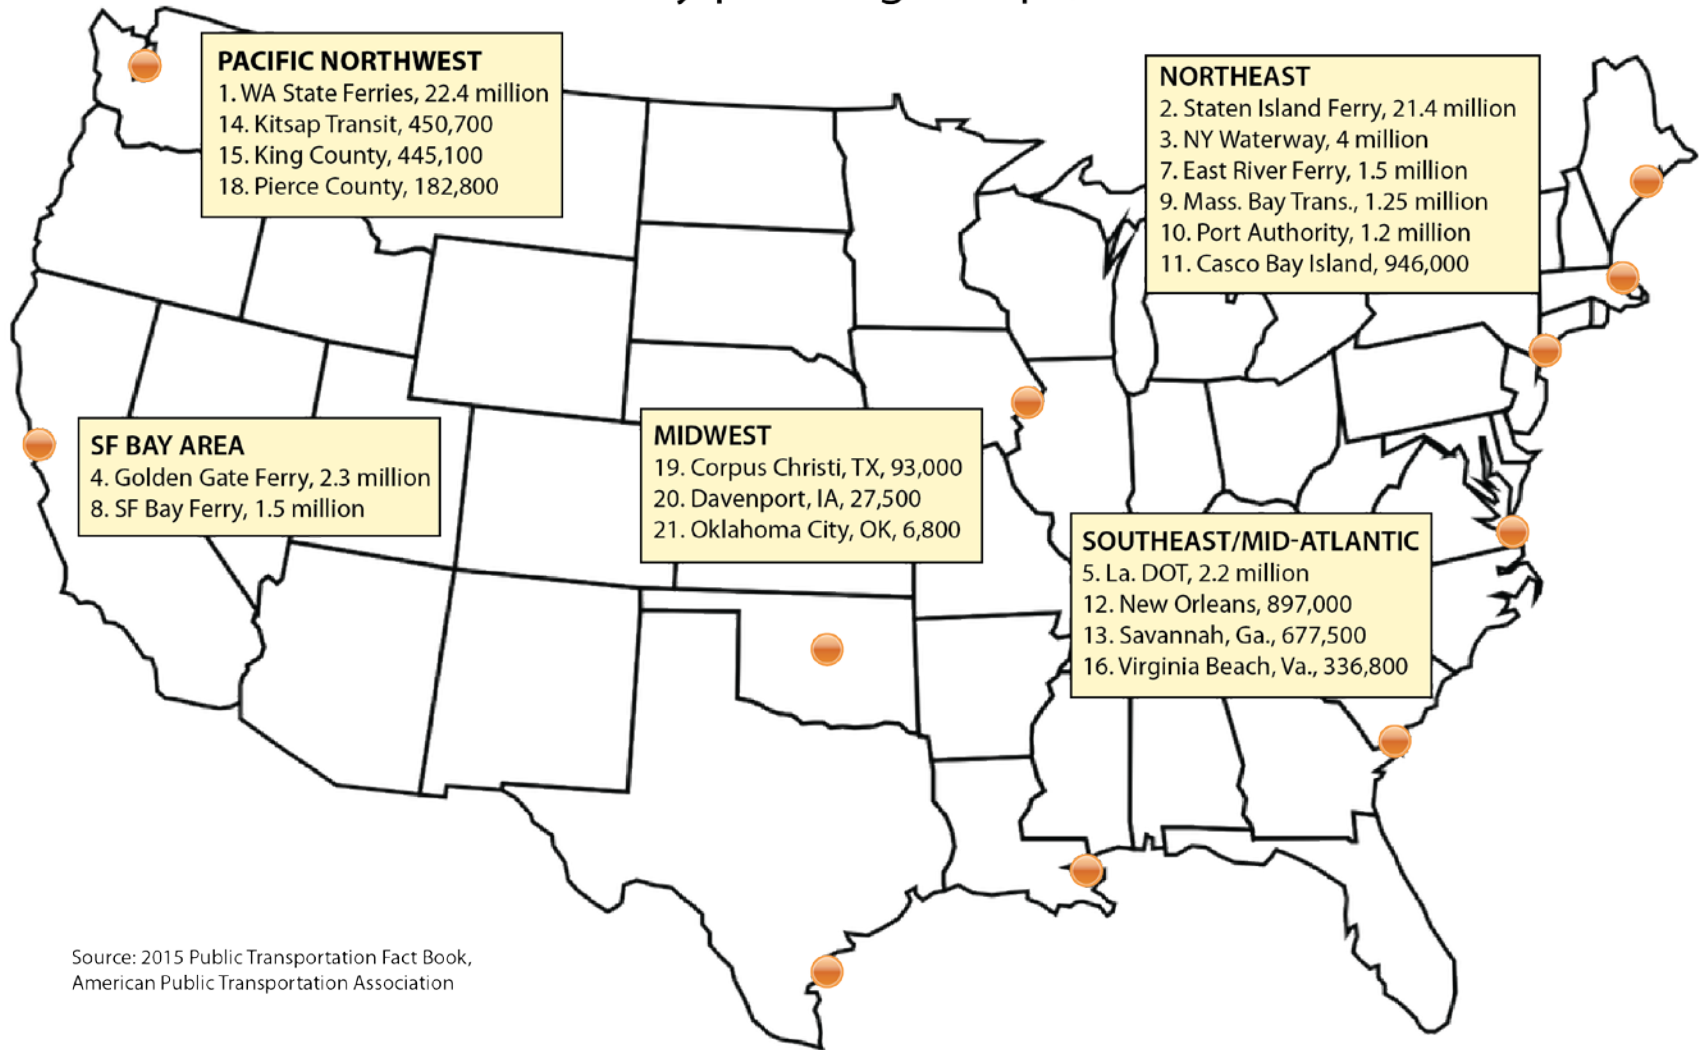 PACIFIC NORTHWEST
1. WA State Ferries, 22.4 million
14. Kitsap Transit, 450,700
15. King County, 445,100
18. Pierce County, 182,800
NORTHEAST
2. Staten Island Ferry, 21.4 million
3. NY Waterway, 4 million
7. East River Ferry, 1.5 million
9. Mass. Bay Trans., 1.25 million
10. Port Authority, 1.2 million
11. Casco Bay Island, 946,000
SF BAY AREA
4. Golden Gate Ferry, 2.3 million
8. SF Bay Ferry, 1.5 million
MIDWEST
19. Corpus Christi, TX, 93,000
20. Davenport, IA, 27,500
21. Oklahoma City, OK, 6,800
SOUTHEAST/MID-ATLANTIC
5. La. DOT, 2.2 million
12. New Orleans, 897,000
13. Savannah, Ga., 677,500
16. Virginia Beach, Va., 336,800
Source: 2015 Public Transportation Fact Book,
American Public Transportation Association